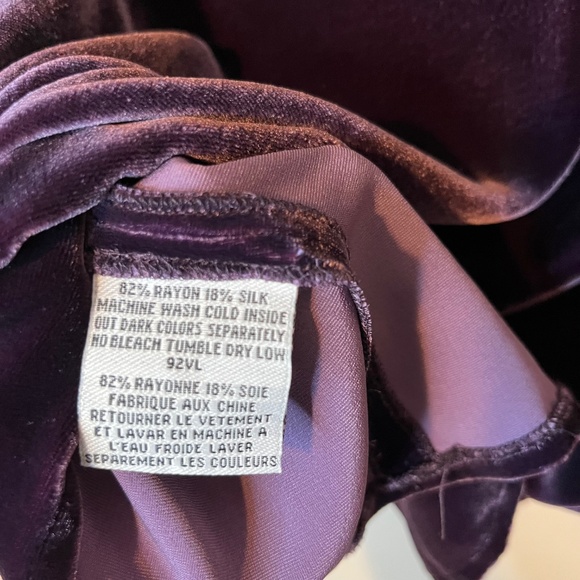 82% RAYON 18% SILK
MACHINE WASH COLD INSIDE
OUT DARK COLORS SEPARATELY
NO BLEACH TUMBLE DRY LOW
92VL
82% RAYONNE 18% SOIE
FABRIQUE AUX CHINE
RETOURNER LE VETEMENT
ET LAVAR EN MACHINE A
L'EAU FROIDE LAVER
SEPAREMENT LES COULEURS